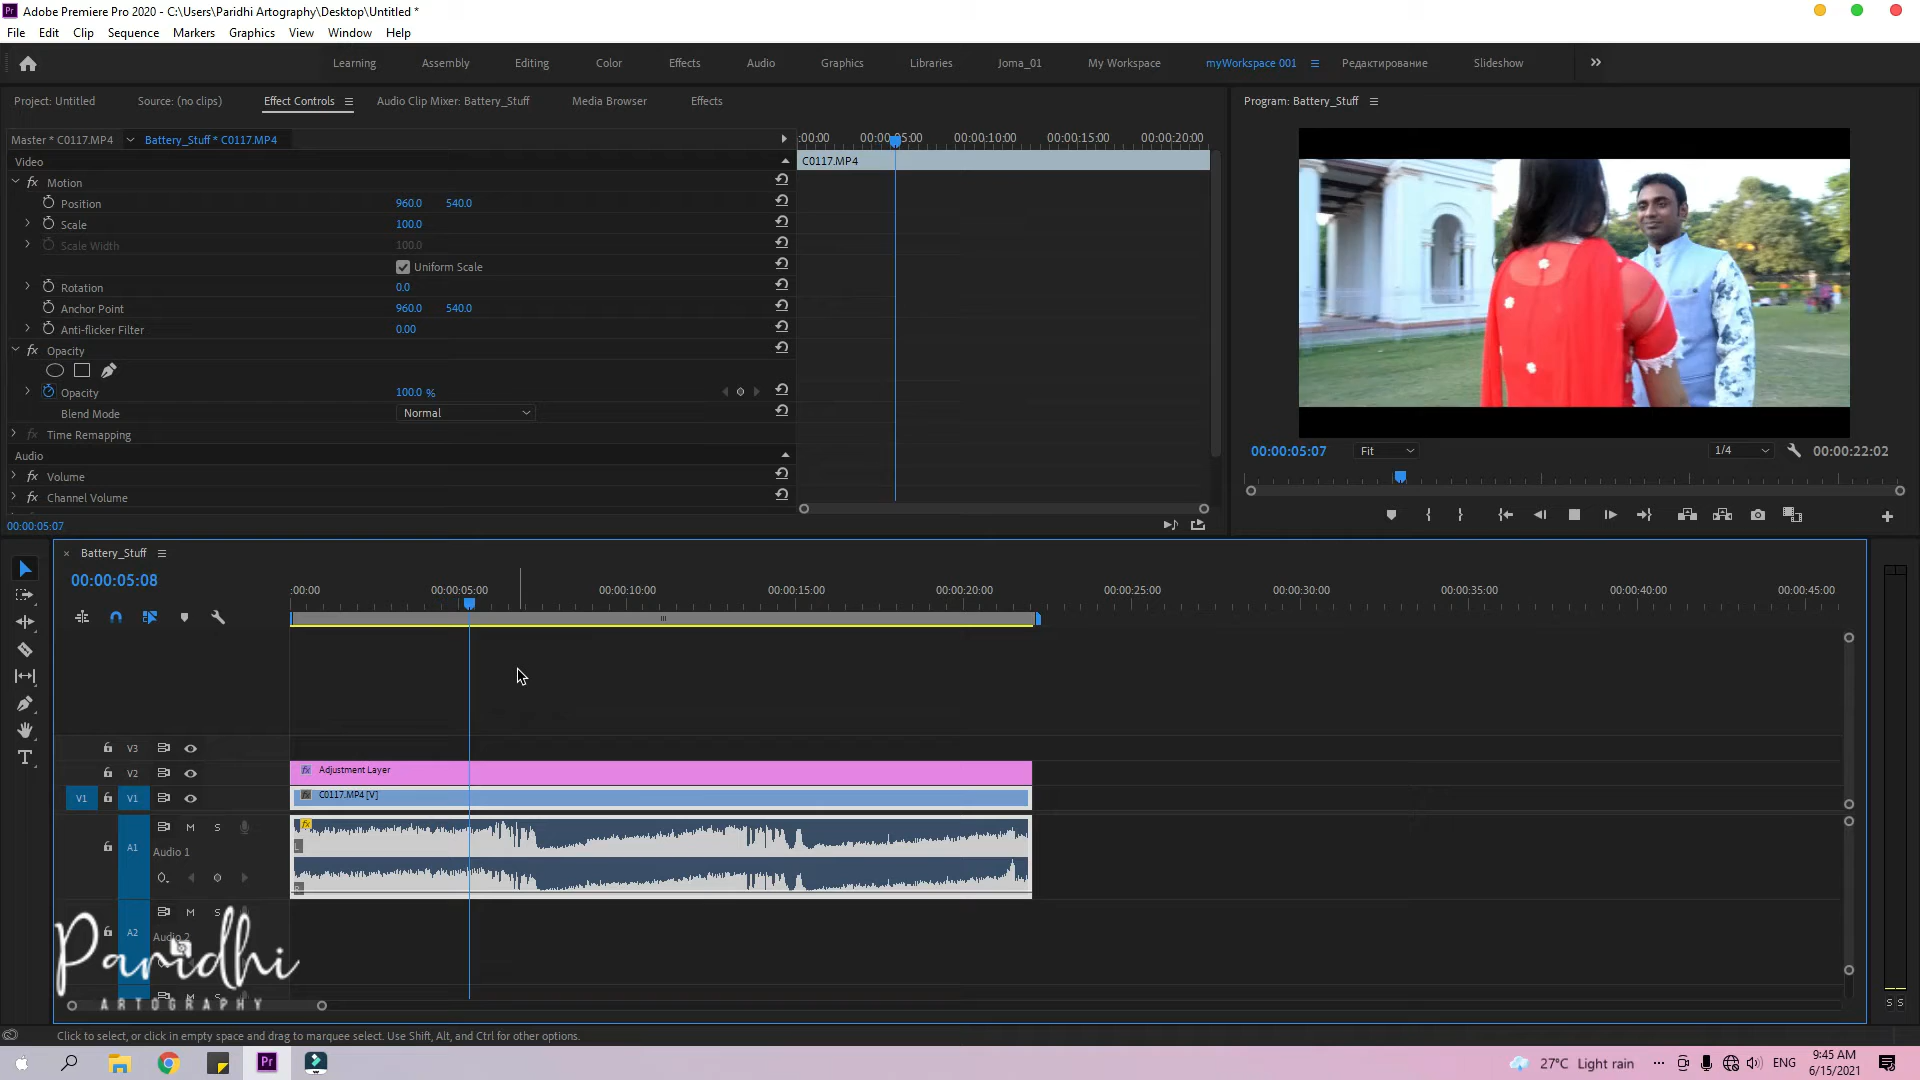 Adobe Premiere Pro 2020 - C:\Users\Paridhi Artography\Desktop\Untitled *
File Edit Clip Sequence Markers Graphics View Window Help
Learning Assembly Editing Color Effects Audio Graphics Libraries Joma_01 My Workspace myWorkspace 001 Редактирование Slideshow
Project: Untitled Source: (no clips) Effect Controls Audio Clip Mixer: Battery_Stuff Media Browser Effects Program: Battery_Stuff
Master * C0117.MP4 Battery_Stuff * C0117.MP4 :00:00 00:00:05:00 00:00:10:00 00:00:15:00 00:00:20:00
Video C0117.MP4
fx Motion
Position 960.0 540.0
Scale 100.0
Scale Width 100.0
Uniform Scale
Rotation 0.0
Anchor Point 960.0 540.0
Anti-flicker Filter 0.00
fx Opacity
Opacity 100.0 %
Blend Mode Normal
fx Time Remapping
Audio
fx Volume
fx Channel Volume
00:00:05:07
00:00:05:07 Fit 1/4 00:00:22:02
Battery_Stuff
00:00:05:08
:00:00 00:00:05:00 00:00:10:00 00:00:15:00 00:00:20:00 00:00:25:00 00:00:30:00 00:00:35:00 00:00:40:00 00:00:45:00
V3
V2 fx Adjustment Layer
V1 V1 fx C0117.MP4 [V]
A1 M S fx
Audio 1
L
R
M S
A2 Audio 2
M S
Paridhi
ARTOGRAPHY
S S
Click to select, or click in empty space and drag to marquee select. Use Shift, Alt, and Ctrl for other options.
Pr 27°C Light rain ENG 9:45 AM
6/15/2021